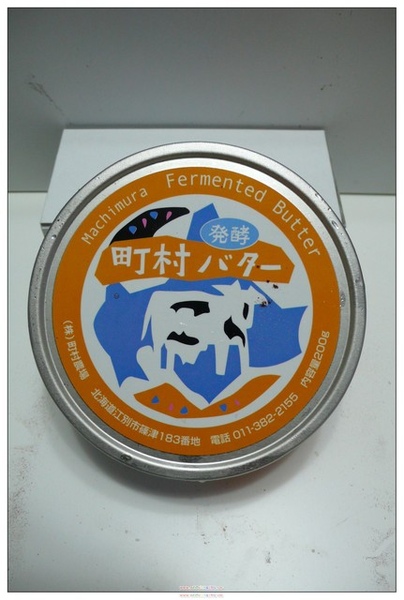 Machimura Fermented Butter
発酵
町村バター
(株)町村農場 北海道江別市篠津183番地 電話 011-382-2155 内容量200g